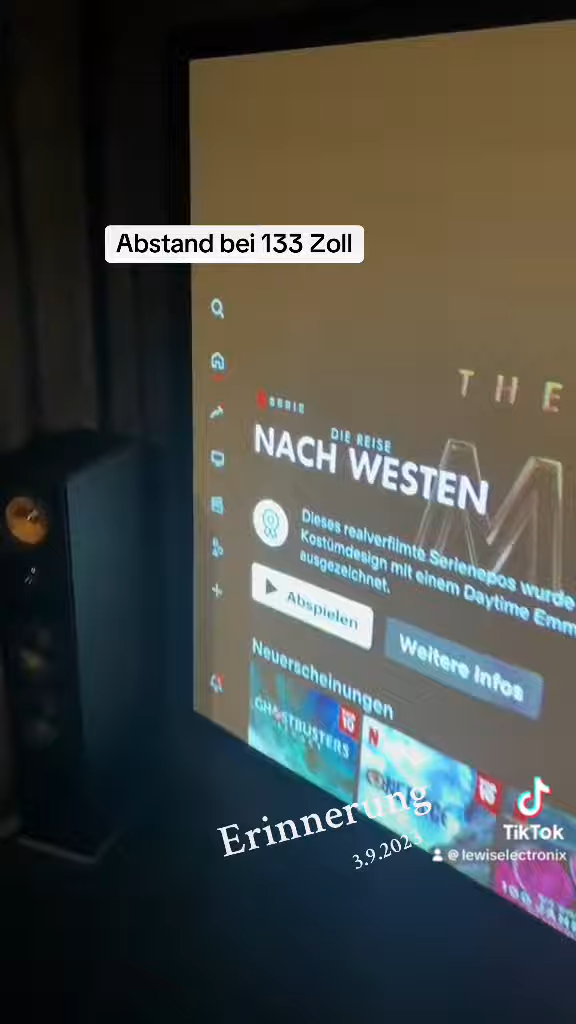 Abstand bei 133 Zoll
THE
SERIE
DIE REISE
NACH WESTEN
M
Dieses realverfilmte Serienepos wurde
Kostümdesign mit einem Daytime Emm
ausgezeichnet.
Abspielen
Weitere Infos
Neuerscheinungen
GHOSTBUSTERS
N
Erinnerung
3.9.2023
TikTok
@lewiselectronix